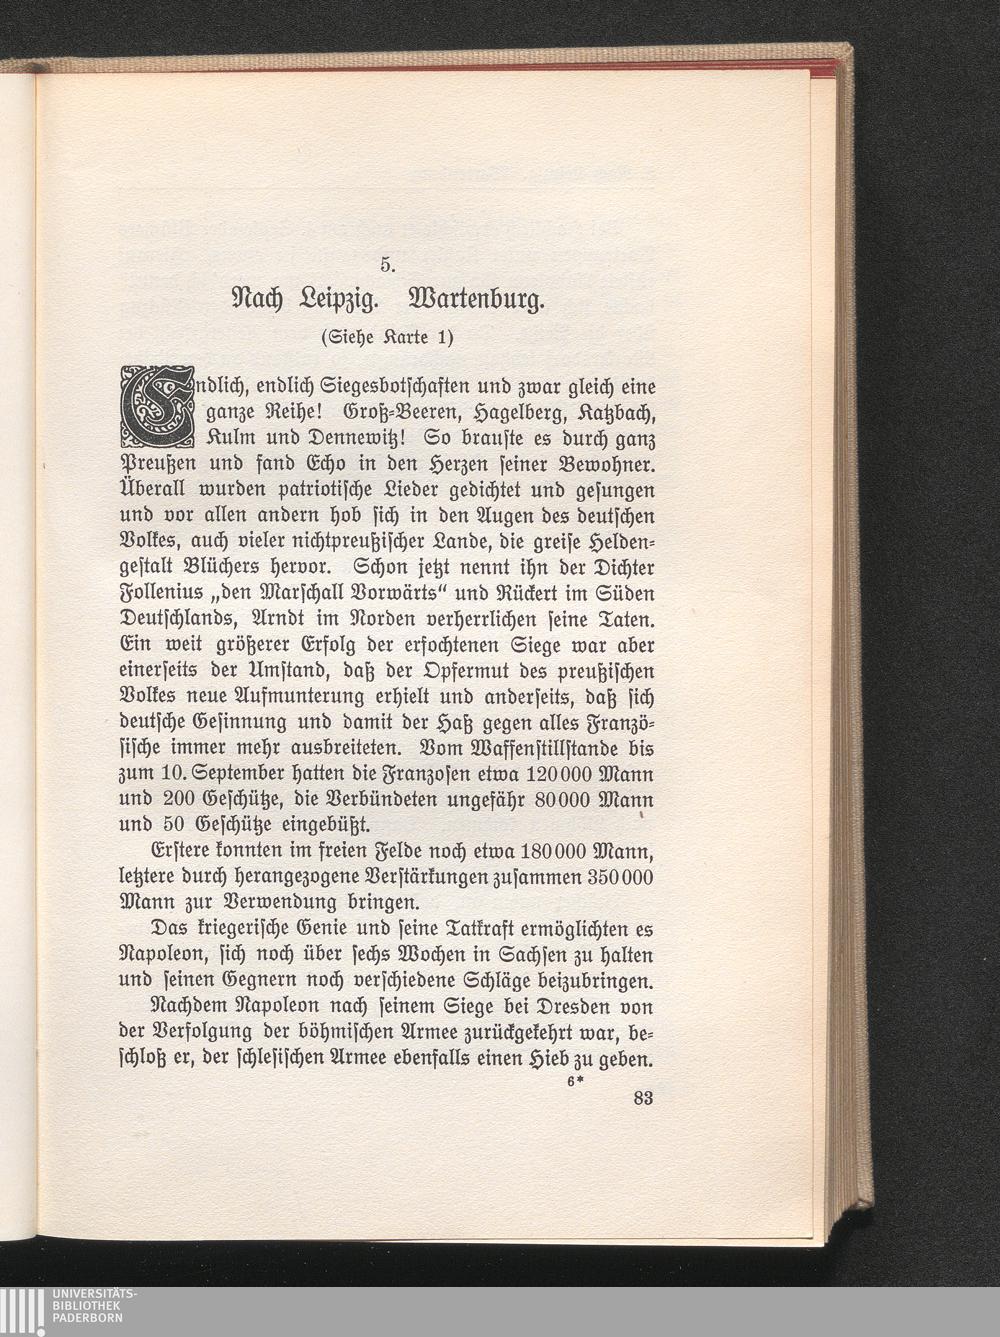 5.
Nach Leipzig. Wartenburg.
(Siehe Karte 1)
Endlich, endlich Siegesbotschaften und zwar gleich eine
ganze Reihe! Groß-Beeren, Hagelberg, Katzbach,
Kulm und Dennewitz! So brauste es durch ganz
Preußen und fand Echo in den Herzen seiner Bewohner.
Überall wurden patriotische Lieder gedichtet und gesungen
und vor allen andern hob sich in den Augen des deutschen
Volkes, auch vieler nichtpreußischer Lande, die greise Helden-
gestalt Blüchers hervor. Schon jetzt nennt ihn der Dichter
Follenius „den Marschall Vorwärts“ und Rückert im Süden
Deutschlands, Arndt im Norden verherrlichen seine Taten.
Ein weit größerer Erfolg der erfochtenen Siege war aber
einerseits der Umstand, daß der Opfermut des preußischen
Volkes neue Aufmunterung erhielt und anderseits, daß sich
deutsche Gesinnung und damit der Haß gegen alles Franzö-
sische immer mehr ausbreiteten. Vom Waffenstillstande bis
zum 10. September hatten die Franzosen etwa 120000 Mann
und 200 Geschütze, die Verbündeten ungefähr 80000 Mann
und 50 Geschütze eingebüßt.
Erstere konnten im freien Felde noch etwa 180000 Mann,
letztere durch herangezogene Verstärkungen zusammen 350000
Mann zur Verwendung bringen.
Das kriegerische Genie und seine Tatkraft ermöglichten es
Napoleon, sich noch über sechs Wochen in Sachsen zu halten
und seinen Gegnern noch verschiedene Schläge beizubringen.
Nachdem Napoleon nach seinem Siege bei Dresden von
der Verfolgung der böhmischen Armee zurückgekehrt war, be-
schloß er, der schlesischen Armee ebenfalls einen Hieb zu geben.
6*
83
UNIVERSITÄTS-
BIBLIOTHEK
PADERBORN